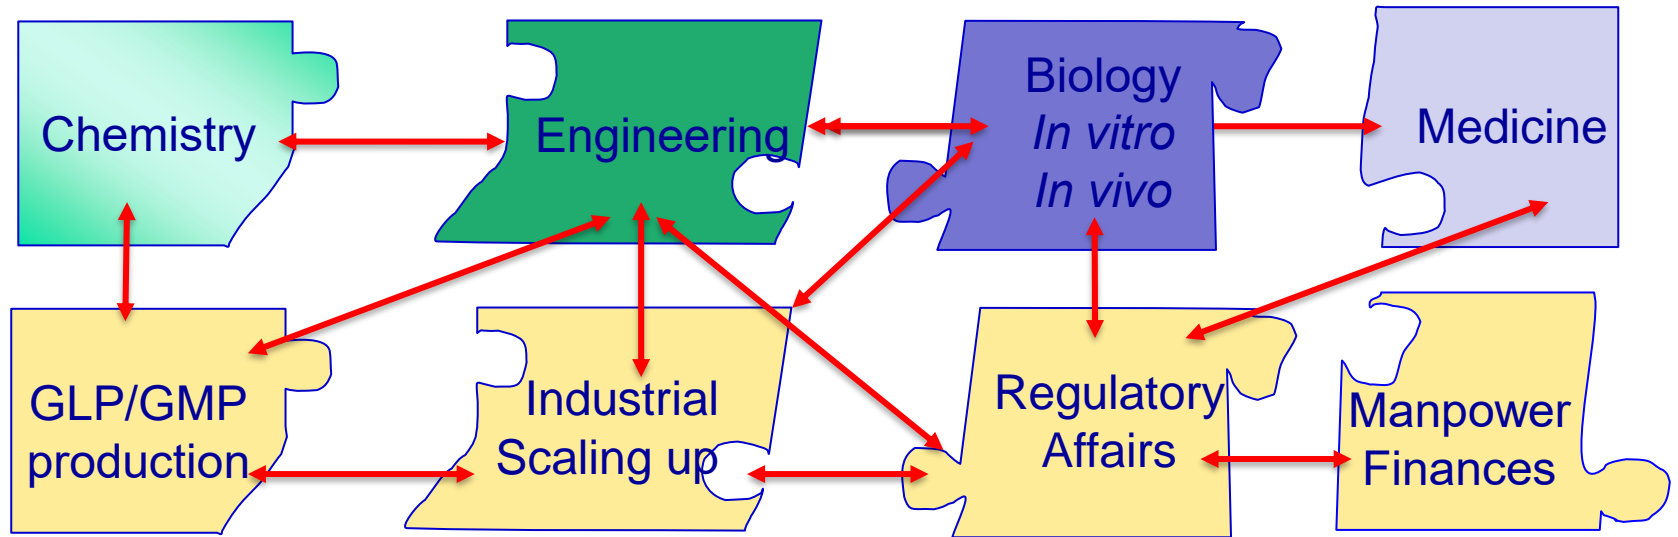 Chemistry
Engineering
Biology
In vitro
In vivo
Medicine
GLP/GMP
production
Industrial
Scaling up
Regulatory
Affairs
Manpower
Finances